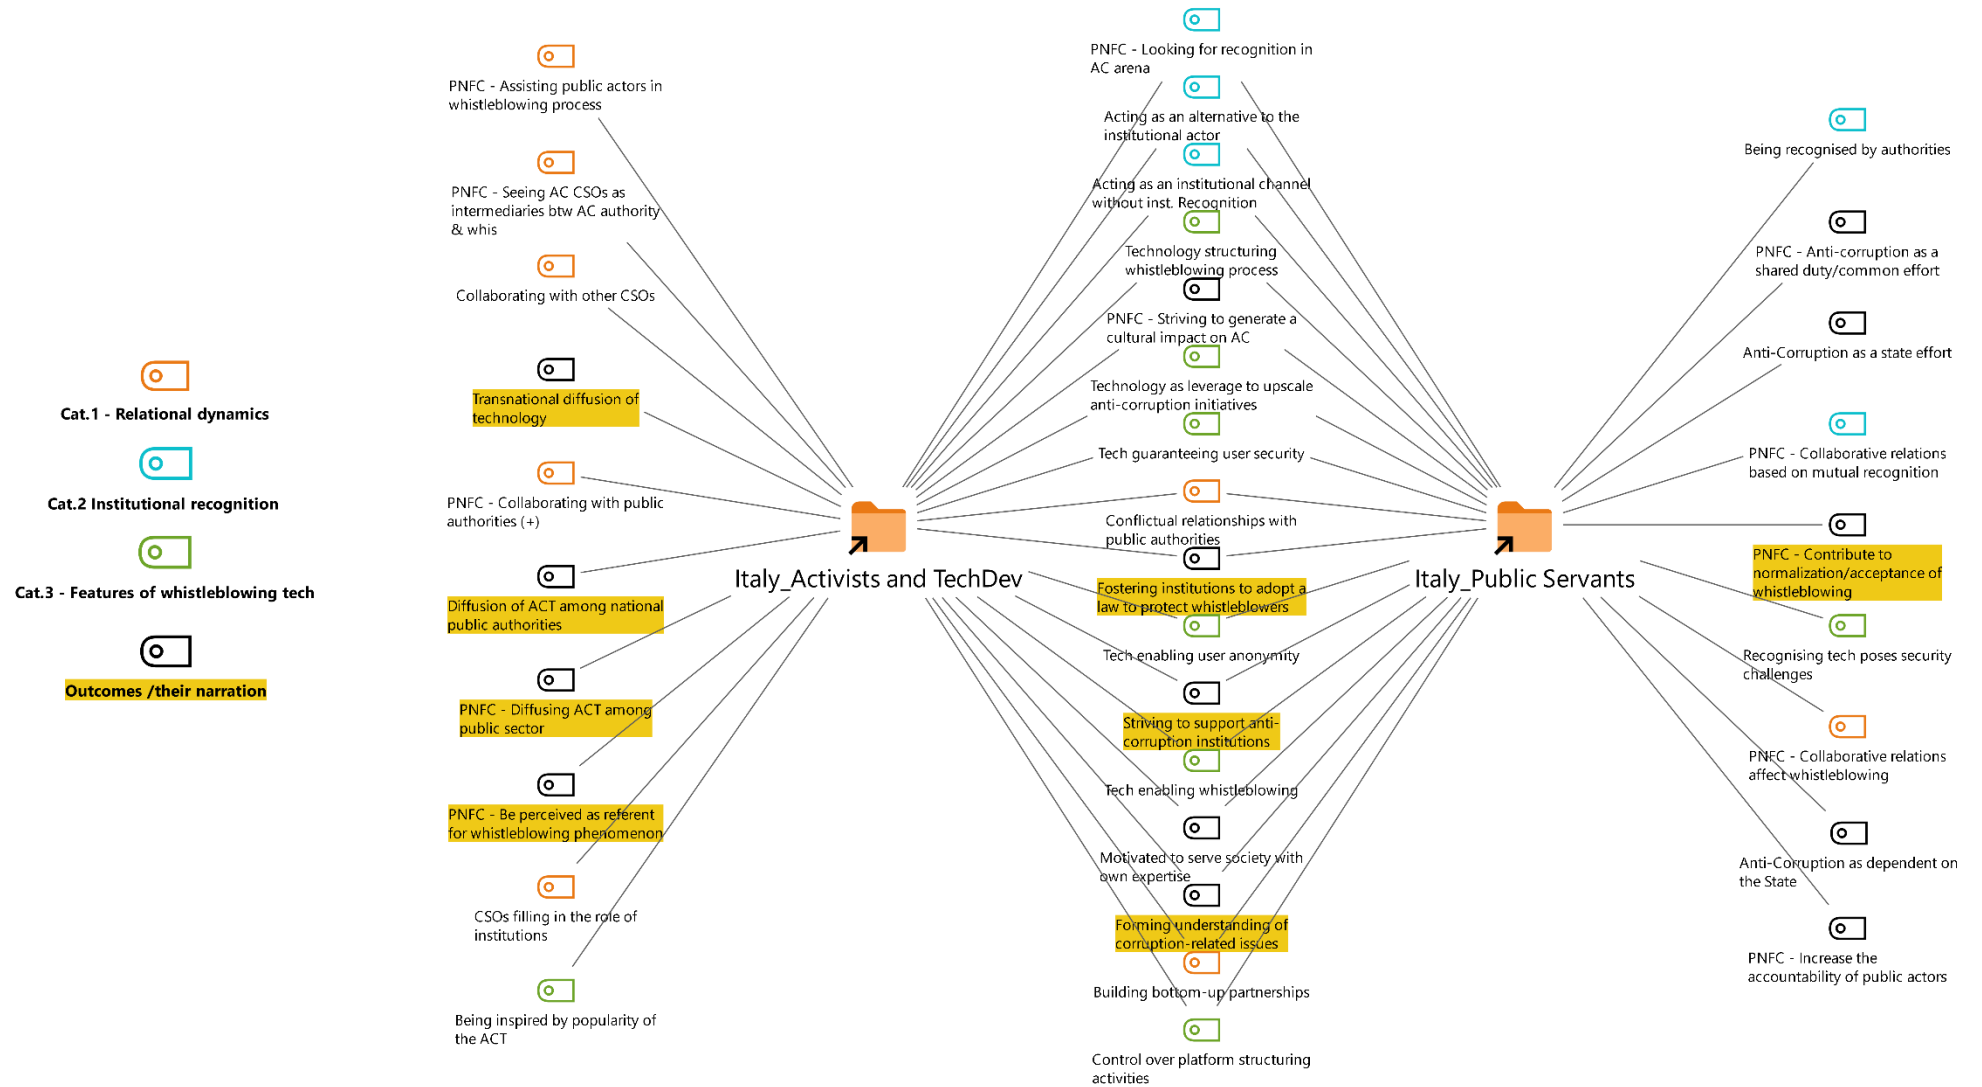 Cat.1 - Relational dynamics
Cat.2 Institutional recognition
Cat.3 - Features of whistleblowing tech
Outcomes /their narration
PNFC - Assisting public actors in
whistleblowing process
PNFC - Seeing AC CSOs as
intermediaries btw AC authority
& whis
Collaborating with other CSOs
Transnational diffusion of
technology
PNFC - Collaborating with public
authorities (+)
Diffusion of ACT among national
public authorities
PNFC - Diffusing ACT among
public sector
PNFC - Be perceived as referent
for whistleblowing phenomenon
CSOs filling in the role of
institutions
Being inspired by popularity of
the ACT
Italy_Activists and TechDev
PNFC - Looking for recognition in
AC arena
Acting as an alternative to the
institutional actor
Acting as an institutional channel
without inst. Recognition
Technology structuring
whistleblowing process
PNFC - Striving to generate a
cultural impact on AC
Technology as leverage to upscale
anti-corruption initiatives
Tech guaranteeing user security
Conflictual relationships with
public authorities
Fostering institutions to adopt a
law to protect whistleblowers
Tech enabling user anonymity
Striving to support anti-
corruption institutions
Tech enabling whistleblowing
Motivated to serve society with
own expertise
Forming understanding of
corruption-related issues
Building bottom-up partnerships
Control over platform structuring
activities
Italy_Public Servants
Being recognised by authorities
PNFC - Anti-corruption as a
shared duty/common effort
Anti-Corruption as a state effort
PNFC - Collaborative relations
based on mutual recognition
PNFC - Contribute to
normalization/acceptance of
whistleblowing
Recognising tech poses security
challenges
PNFC - Collaborative relations
affect whistleblowing
Anti-Corruption as dependent on
the State
PNFC - Increase the
accountability of public actors